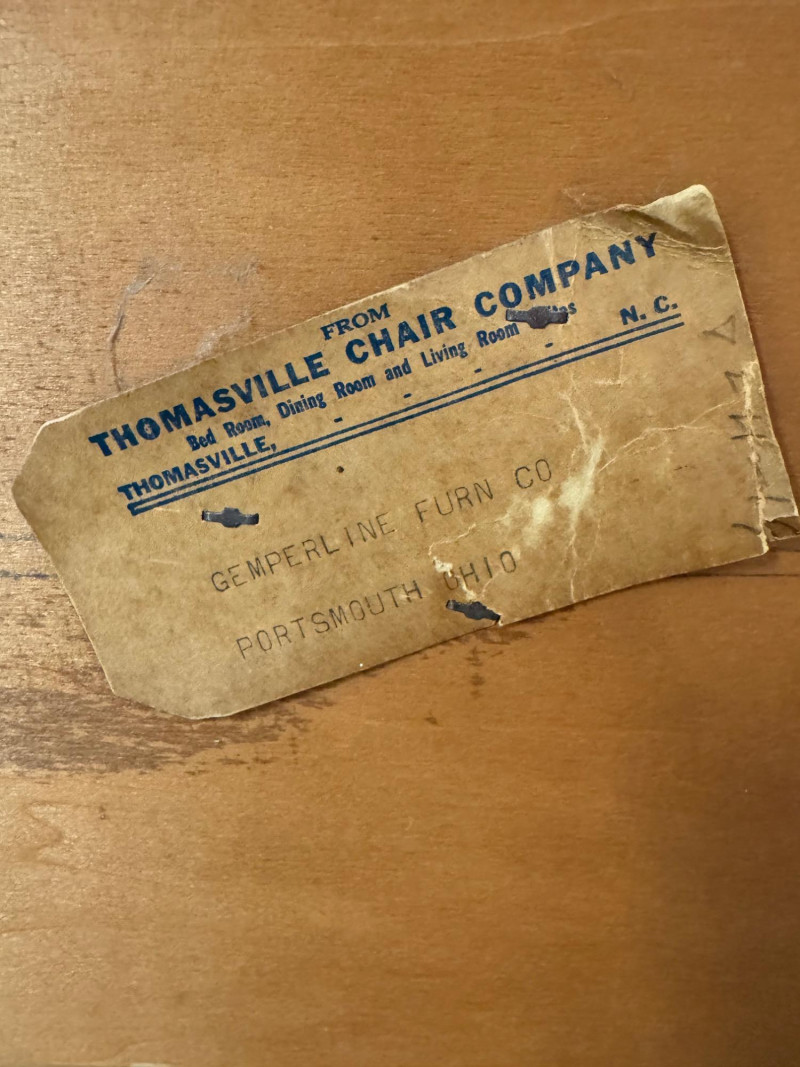 FROM
THOMASVILLE CHAIR COMPANY
Bed Room, Dining Room and Living Room
THOMASVILLE, - - - - N. C.
GEMPERLINE FURN CO
PORTSMOUTH OHIO